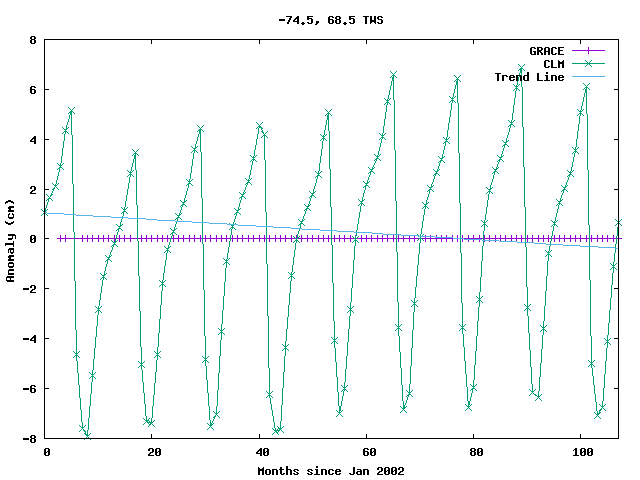 -74.5, 68.5 TWS
GRACE
CLM
Trend Line
8
6
4
2
0
-2
-4
-6
-8
Anomaly (cm)
0 20 40 60 80 100
Months since Jan 2002